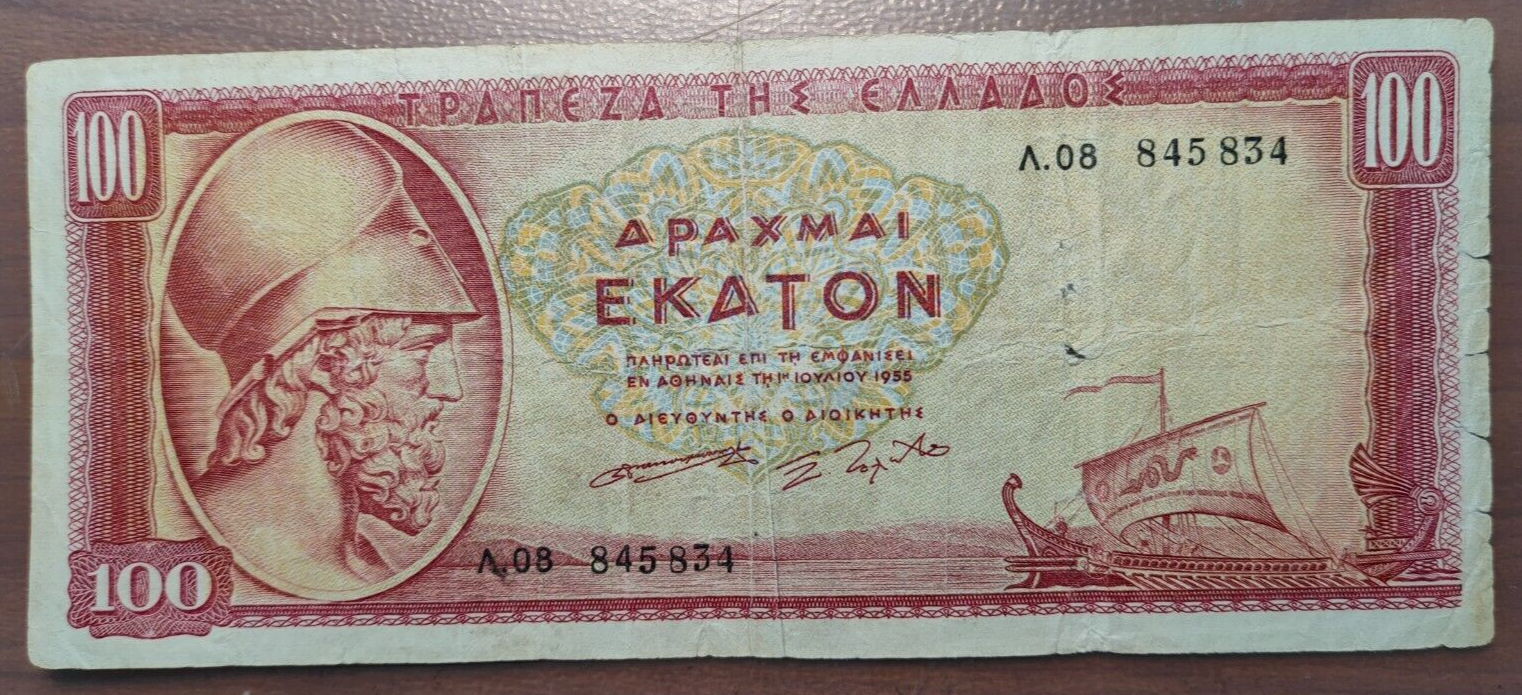 ΤΡΑΠΕΖΑ ΤΗΣ ΕΛΛΑΔΟΣ
100
100
Λ.08 845834
ΔΡΑΧΜΑΙ
ΕΚΑΤΟΝ
ΠΛΗΡΩΤΕΑΙ ΕΠΙ ΤΗ ΕΜΦΑΝΙΣΕΙ
ΕΝ ΑΘΗΝΑΙΣ ΤΗ 1Η ΙΟΥΛΙΟΥ 1955
Ο ΔΙΕΥΘΥΝΤΗΣ Ο ΔΙΟΙΚΗΤΗΣ
Λ.08 845834
100